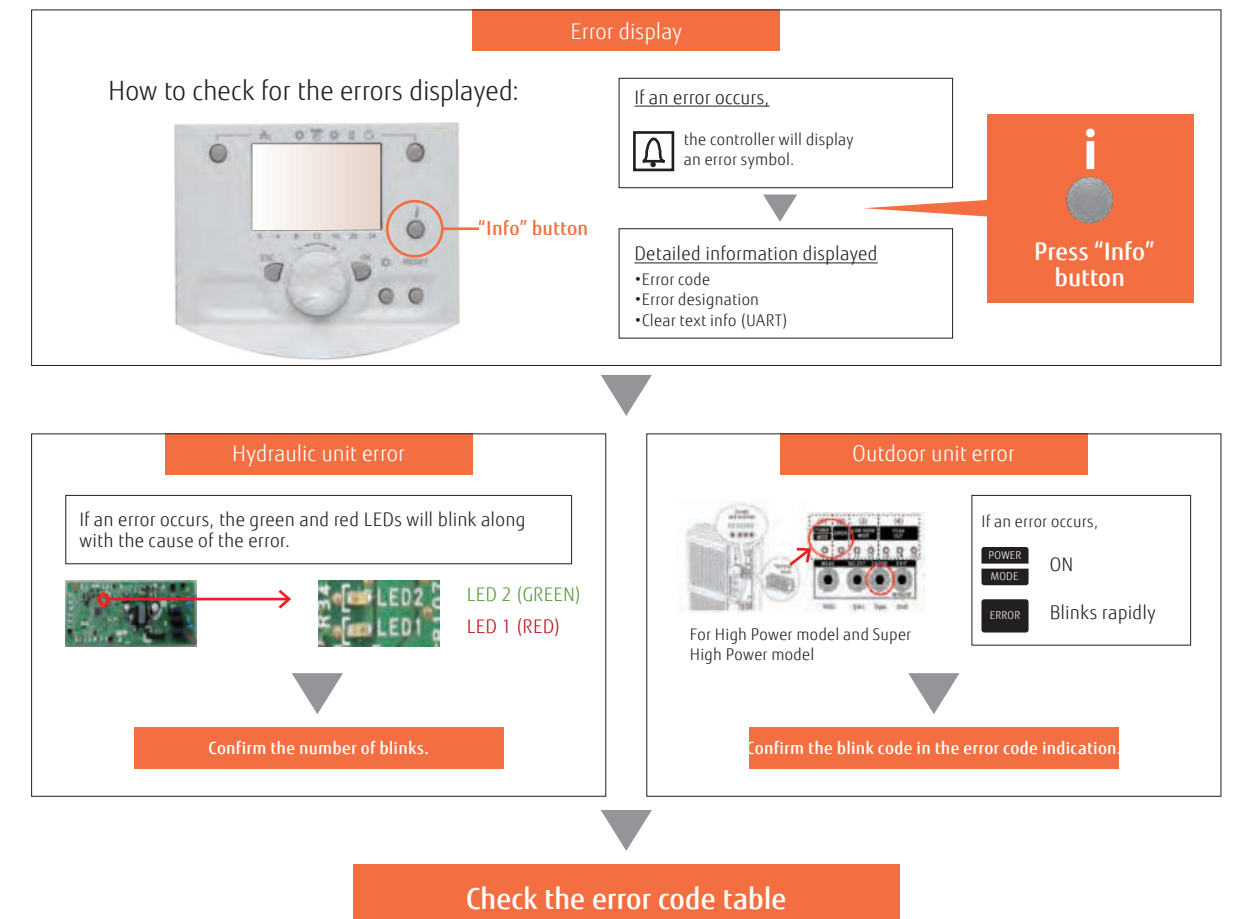 Error display
How to check for the errors displayed:
ESC
OK
RESET
"Info" button
If an error occurs,
the controller will display
an error symbol.
Detailed information displayed
•Error code
•Error designation
•Clear text info (UART)
i
Press "Info"
button
Hydraulic unit error
If an error occurs, the green and red LEDs will blink along
with the cause of the error.
R34
LED2
LED1
LED 2 (GREEN)
LED 1 (RED)
Confirm the number of blinks.
Outdoor unit error
For High Power model and Super
High Power model
If an error occurs,
POWER
MODE
ON
ERROR
Blinks rapidly
Confirm the blink code in the error code indication.
Check the error code table